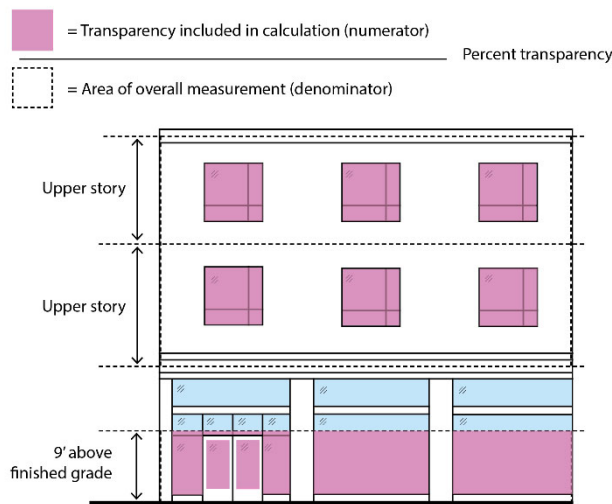 = Transparency included in calculation (numerator)
Percent transparency
= Area of overall measurement (denominator)
Upper story
Upper story
9' above
finished grade